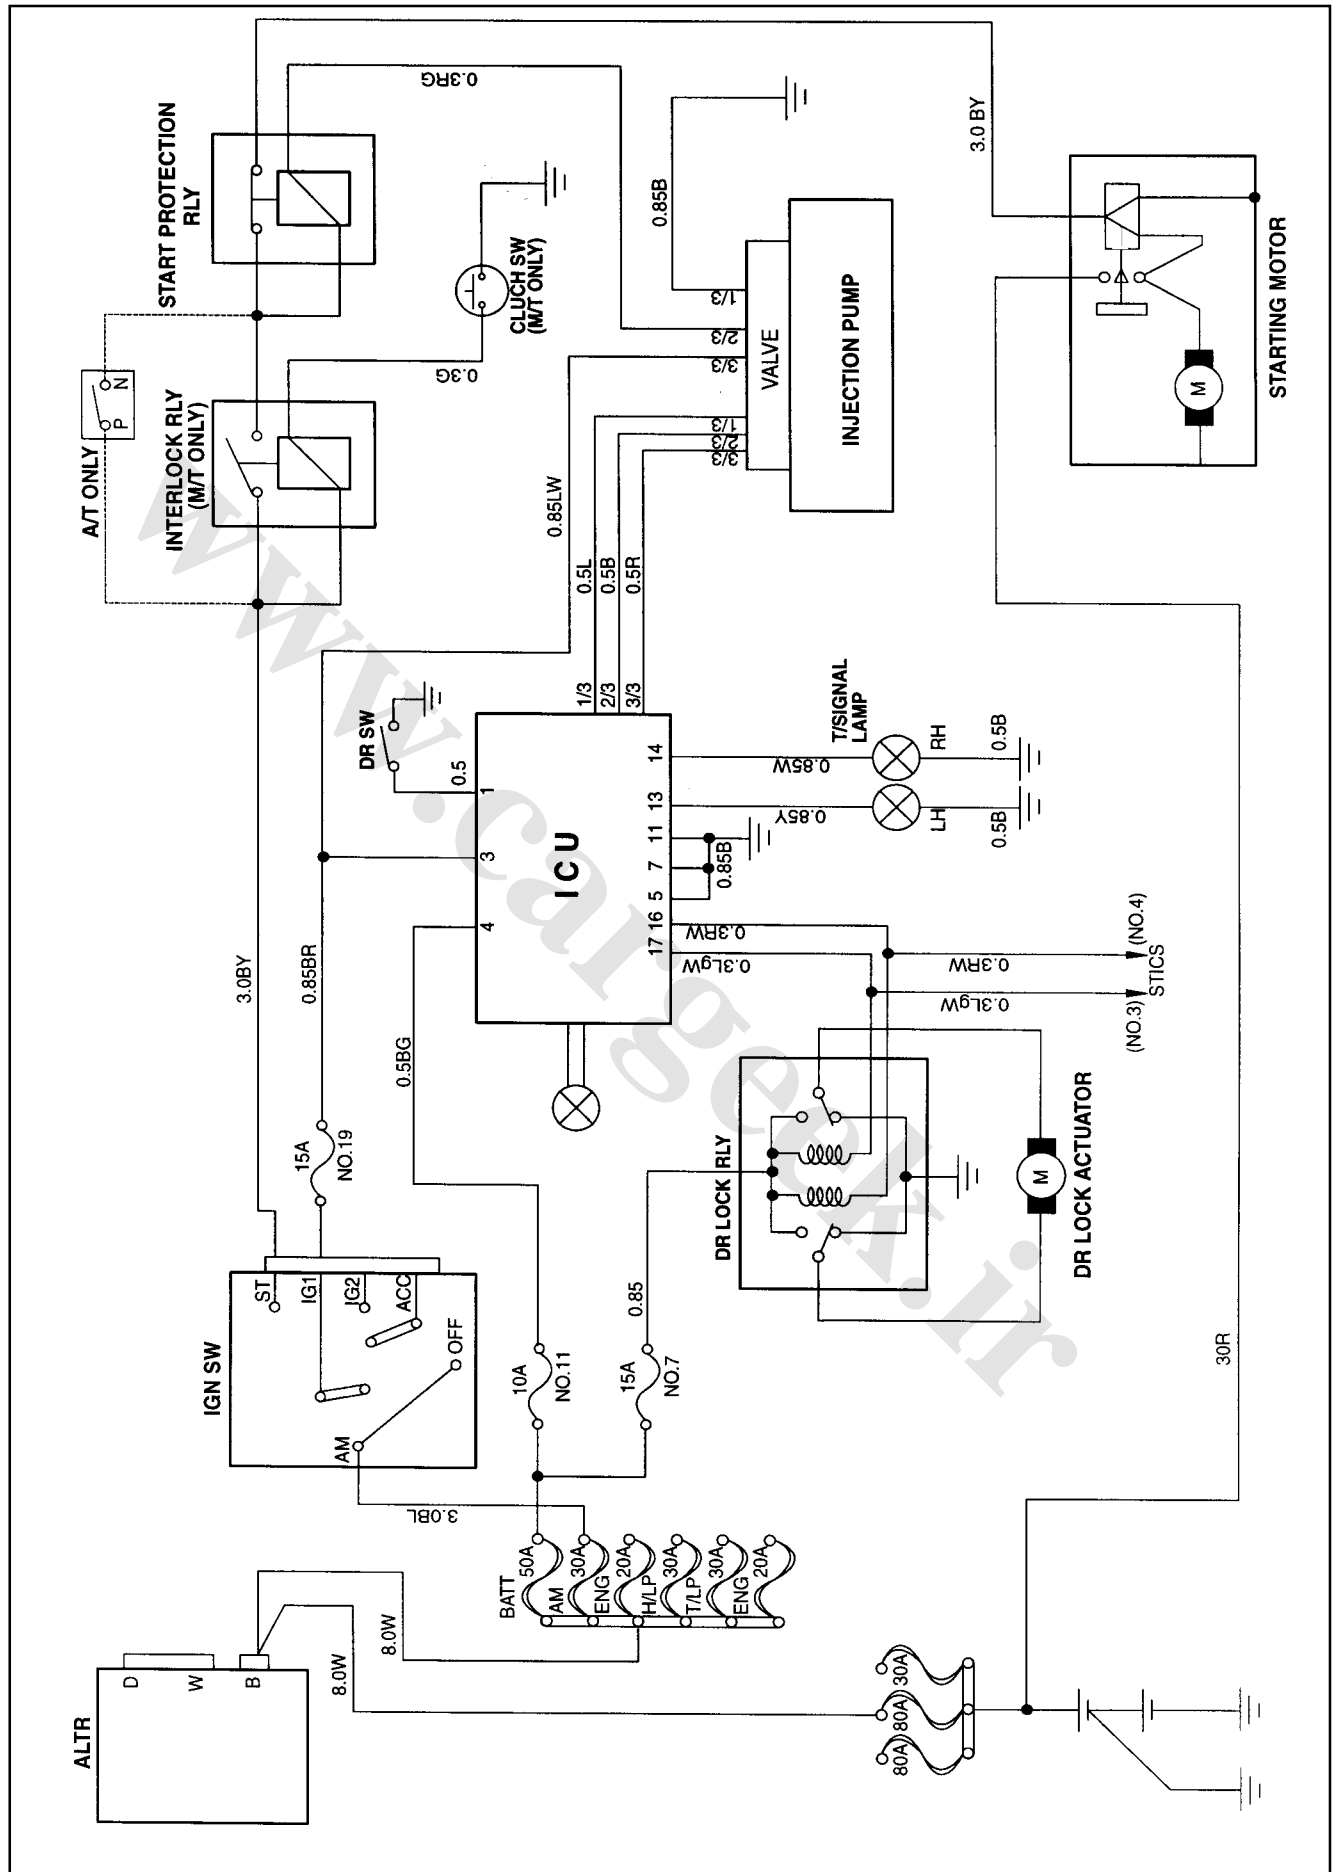 ALTR
D
W
B
8.0W
8.0W
IGN SW
ST
IG1
IG2
ACC
OFF
AM
3.0BL
BATT
50A
AM
30A
ENG
20A
H/LP
30A
T/LP
30A
ENG
20A
80A
80A
30A
15A
NO.19
10A
NO.11
15A
NO.7
3.0BY
0.85BR
0.5BG
0.85
A/T ONLY
P
N
INTERLOCK RLY
(M/T ONLY)
START PROTECTION
RLY
0.3RG
0.3G
CLUCH SW
(M/T ONLY)
DR SW
0.5
ICU
4
3
1
17
16
5
7
11
13
14
1/3
2/3
3/3
0.5L
0.5B
0.5R
0.85LW
0.85B
3/3
2/3
1/3
3/3
2/3
1/3
VALVE
INJECTION PUMP
0.3LgW
0.3RW
0.85B
0.85Y
0.85W
T/SIGNAL
LAMP
LH
RH
0.5B
0.5B
0.3LgW
0.3RW
(NO.3)
STICS
(NO.4)
DR LOCK RLY
M
DR LOCK ACTUATOR
3.0 BY
M
STARTING MOTOR
30R
www.cargeek.ir